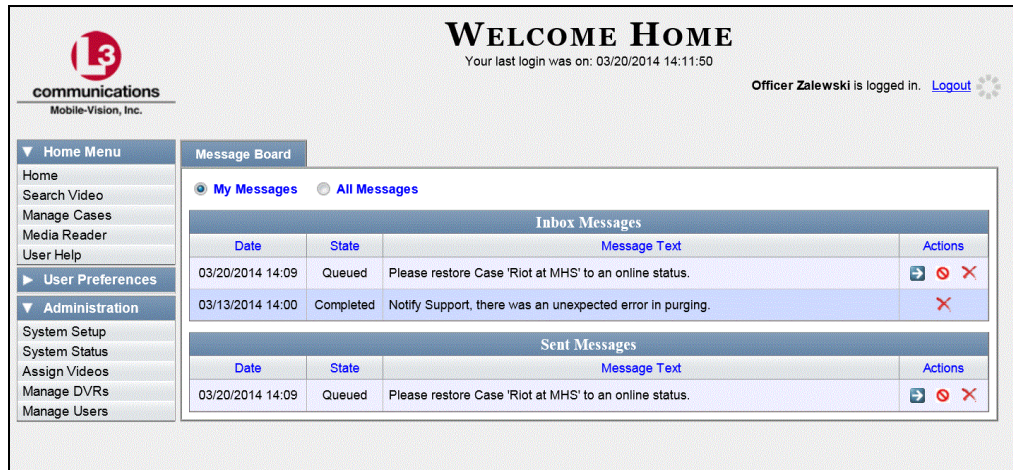 L3
communications
Mobile-Vision, Inc.
WELCOME HOME
Your last login was on: 03/20/2014 14:11:50
Officer Zalewski is logged in. Logout
Home Menu
Home
Search Video
Manage Cases
Media Reader
User Help
User Preferences
Administration
System Setup
System Status
Assign Videos
Manage DVRs
Manage Users
Message Board
My Messages All Messages
Inbox Messages
Date State Message Text Actions
03/20/2014 14:09 Queued Please restore Case 'Riot at MHS' to an online status.
03/13/2014 14:00 Completed Notify Support, there was an unexpected error in purging.
Sent Messages
Date State Message Text Actions
03/20/2014 14:09 Queued Please restore Case 'Riot at MHS' to an online status.